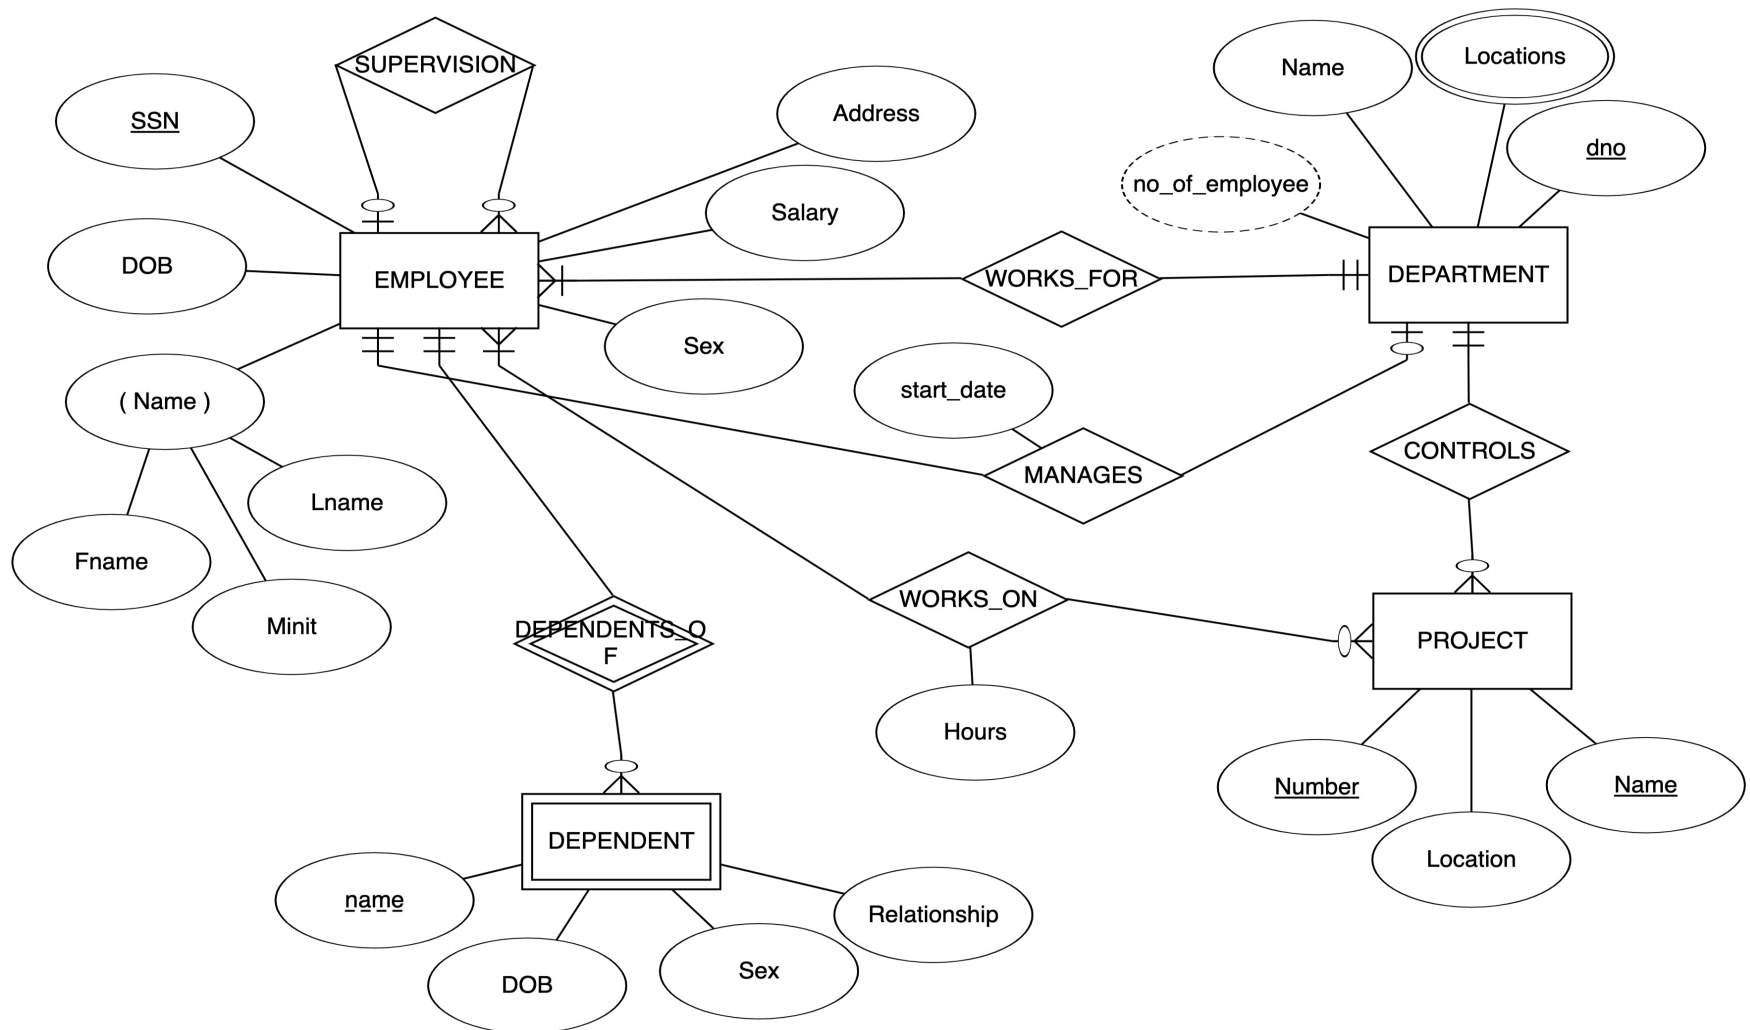 SUPERVISION
Name
Locations
Address
SSN
dno
no_of_employee
Salary
DOB
EMPLOYEE
WORKS_FOR
DEPARTMENT
Sex
start_date
( Name )
CONTROLS
MANAGES
Lname
Fname
WORKS_ON
Minit
DEPENDENTS_O
F
PROJECT
Hours
Number
Name
DEPENDENT
Location
name
Relationship
Sex
DOB